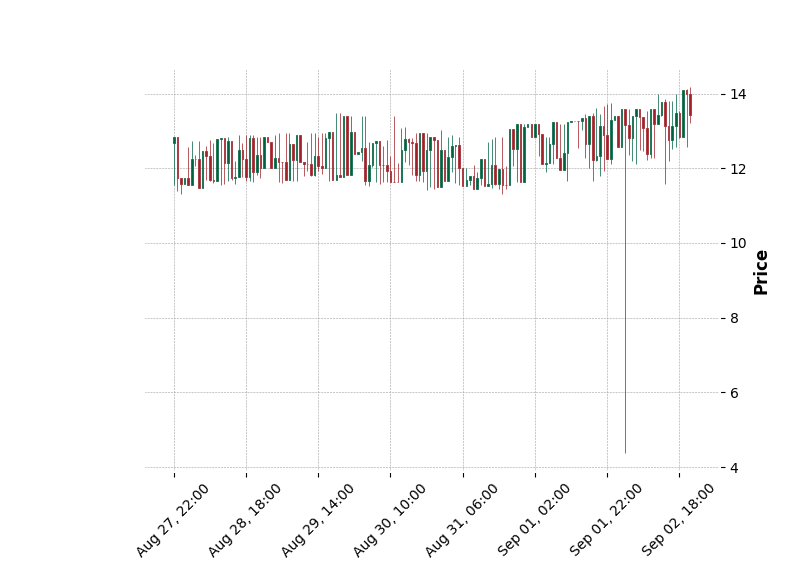 14
12
10
8
6
4
Price
Aug 27, 22:00
Aug 28, 18:00
Aug 29, 14:00
Aug 30, 10:00
Aug 31, 06:00
Sep 01, 02:00
Sep 01, 22:00
Sep 02, 18:00